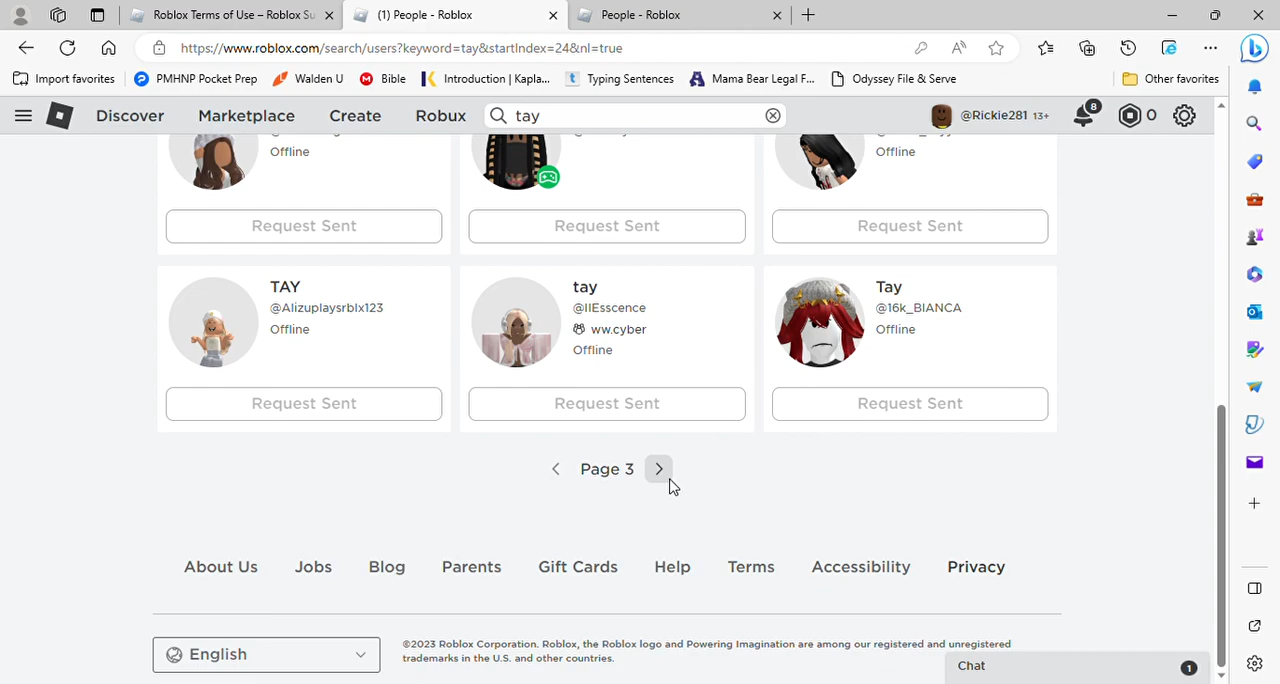 Roblox Terms of Use – Roblox Su
(1) People - Roblox
People - Roblox
https://www.roblox.com/search/users?keyword=tay&startIndex=24&nl=true
Import favorites
PMHNP Pocket Prep
Walden U
Bible
Introduction | Kapla...
Typing Sentences
Mama Bear Legal F...
Odyssey File & Serve
Other favorites
Discover
Marketplace
Create
Robux
tay
@Rickie281 13+
8
0
Offline
Offline
Request Sent
Request Sent
Request Sent
TAY
@Alizuplaysrblx123
Offline
tay
@IIEsscence
ww.cyber
Offline
Tay
@16k_BIANCA
Offline
Request Sent
Request Sent
Request Sent
Page 3
About Us
Jobs
Blog
Parents
Gift Cards
Help
Terms
Accessibility
Privacy
English
©2023 Roblox Corporation. Roblox, the Roblox logo and Powering Imagination are among our registered and unregistered
trademarks in the U.S. and other countries.
Chat
1